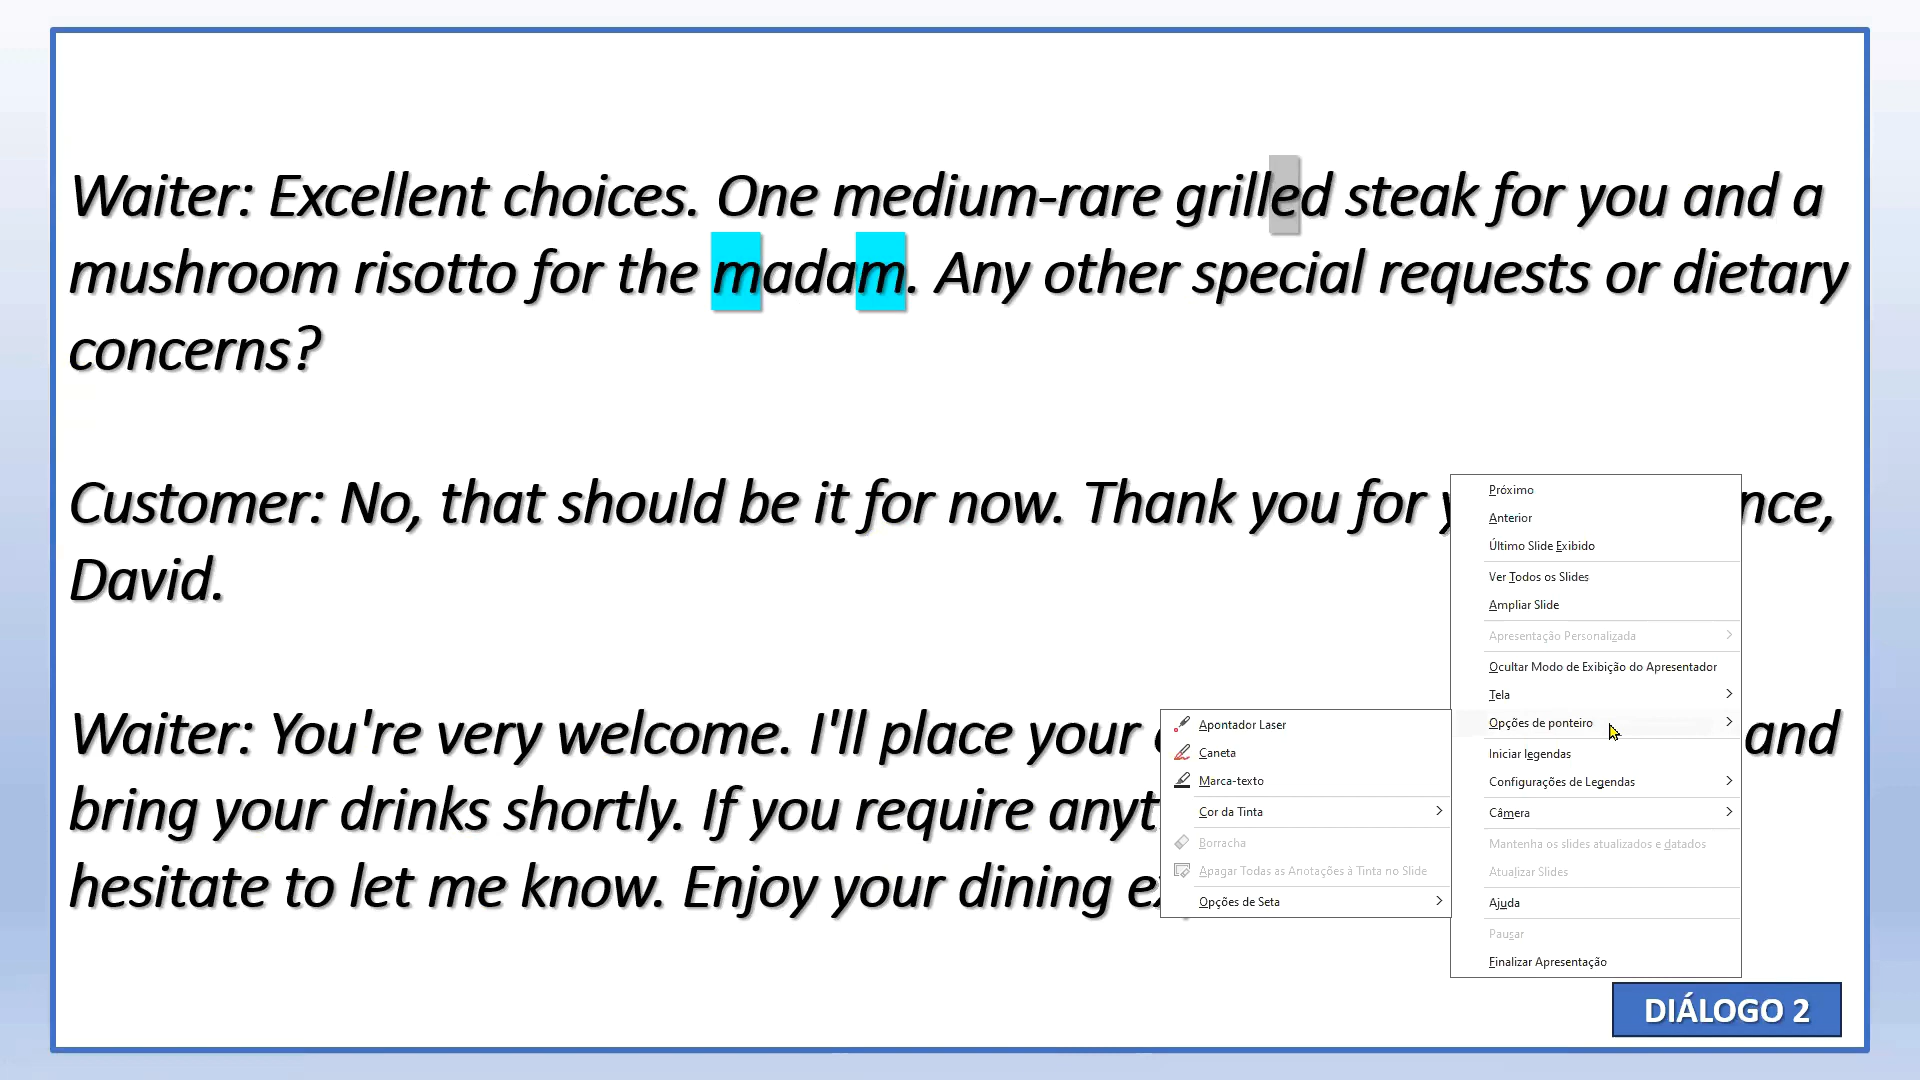 Waiter: Excellent choices. One medium-rare grilled steak for you and a
mushroom risotto for the madam. Any other special requests or dietary
concerns?
Customer: No, that should be it for now. Thank you for nce,
David.
Waiter: You're very welcome. I'll place your and
bring your drinks shortly. If you require anyt
hesitate to let me know. Enjoy your dining
Próximo
Anterior
Último Slide Exibido
Ver Todos os Slides
Ampliar Slide
Apresentação Personalizada
Ocultar Modo de Exibição do Apresentador
Tela
Opções de ponteiro
Iniciar legendas
Configurações de Legendas
Câmera
Mantenha os slides atualizados e datados
Atualizar Slides
Ajuda
Pausar
Finalizar Apresentação
Apontador Laser
Caneta
Marca-texto
Cor da Tinta
Borracha
Apagar Todas as Anotações à Tinta no Slide
Opções de Seta
DIÁLOGO 2